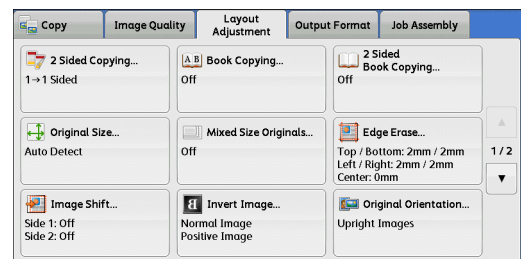 Copy
Image Quality
Layout
Adjustment
Output Format
Job Assembly
2 Sided Copying...
1→1 Sided
A B Book Copying...
Off
2 Sided
Book Copying...
Off
Original Size...
Auto Detect
Mixed Size Originals...
Off
Edge Erase...
Top / Bottom: 2mm / 2mm
Left / Right: 2mm / 2mm
Center: 0mm
1 / 2
Image Shift...
Side 1: Off
Side 2: Off
B Invert Image...
Normal Image
Positive Image
Original Orientation...
Upright Images